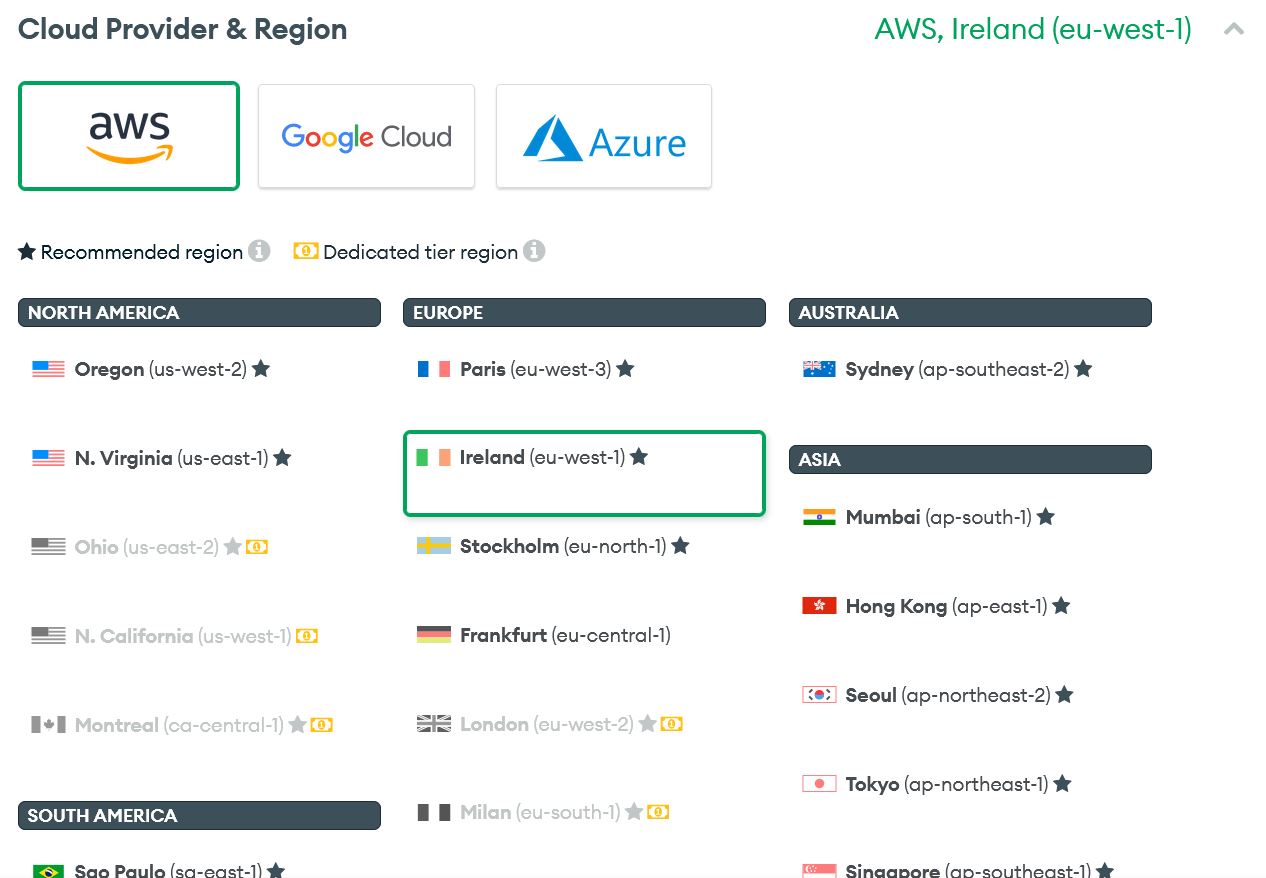 Cloud Provider & Region
AWS, Ireland (eu-west-1)
aws
Google Cloud
Azure
Recommended region
Dedicated tier region
NORTH AMERICA
Oregon (us-west-2)
N. Virginia (us-east-1)
Ohio (us-east-2)
N. California (us-west-1)
Montreal (ca-central-1)
SOUTH AMERICA
Sao Paulo (sa-east-1)
EUROPE
Paris (eu-west-3)
Ireland (eu-west-1)
Stockholm (eu-north-1)
Frankfurt (eu-central-1)
London (eu-west-2)
Milan (eu-south-1)
AUSTRALIA
Sydney (ap-southeast-2)
ASIA
Mumbai (ap-south-1)
Hong Kong (ap-east-1)
Seoul (ap-northeast-2)
Tokyo (ap-northeast-1)
Singapore (ap-southeast-1)